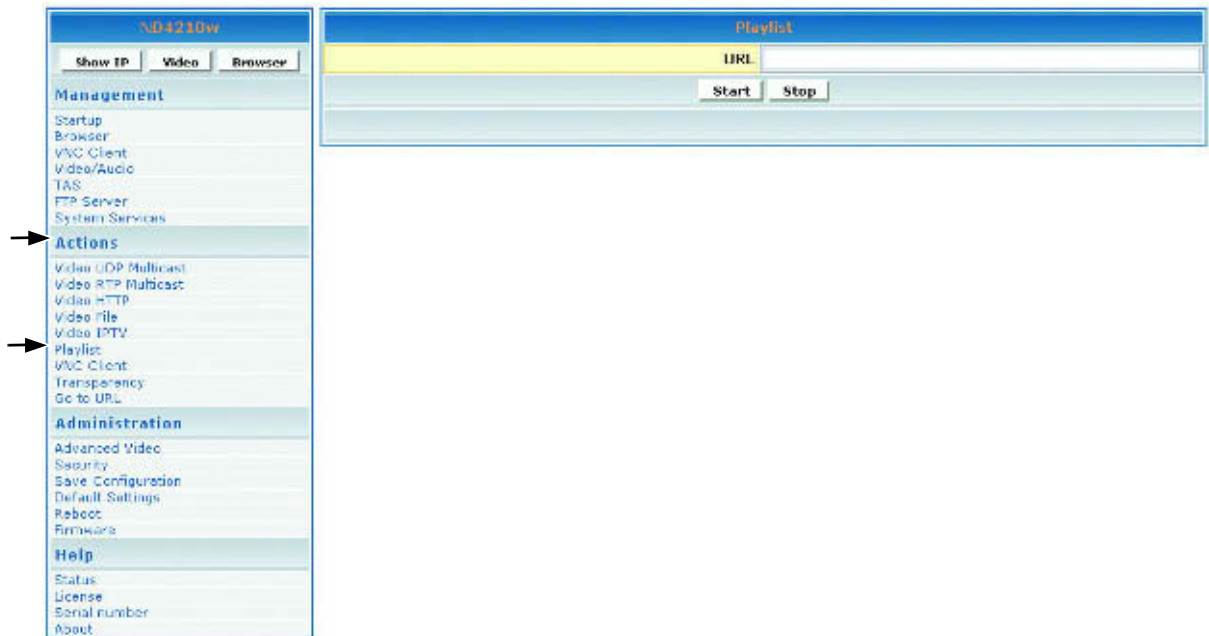 ND4210w
Show IP Video Browser
Management
Startup
Browser
VNC Client
Video/Audio
TAS
FTP Server
System Services
Actions
Video UDP Multicast
Video RTP Multicast
Video HTTP
Video File
Video IPTV
Playlist
VNC Client
Transparency
Go to URL
Administration
Advanced Video
Security
Save Configuration
Default Settings
Reboot
Firmware
Help
Status
License
Serial number
About
Playlist
URL
Start Stop